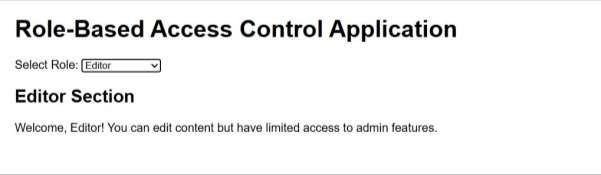 Role-Based Access Control Application
Select Role: Editor
Editor Section
Welcome, Editor! You can edit content but have limited access to admin features.